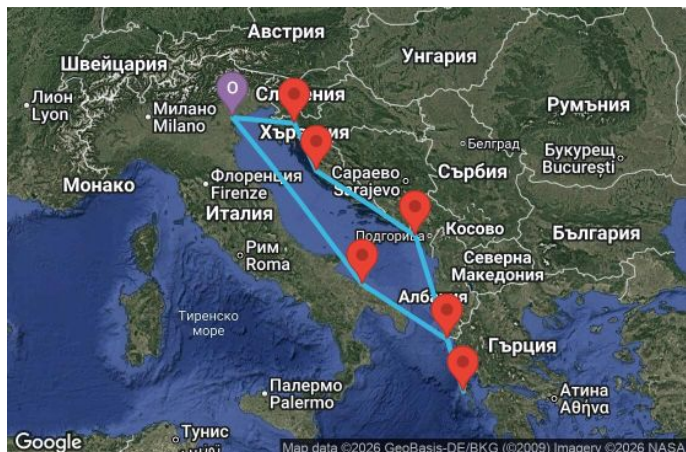 Австрия
Унгария
Швейцария
Лион
Lyon
O
Словения
Милано
Milano
Хърватия
Румъния
Белград
Букурещ
București
Монако
Флоренция
Firenze
Сараево
Sarajevo
Сърбия
Италия
Косово
Подгорица
България
Рим
Roma
Северна
Македония
Албания
Тиренско
море
Гърция
Палермо
Palermo
Атина
Αθήνα
Тунис
Google
Map data ©2026 GeoBasis-DE/BKG (©2009) Imagery ©2026 NASA